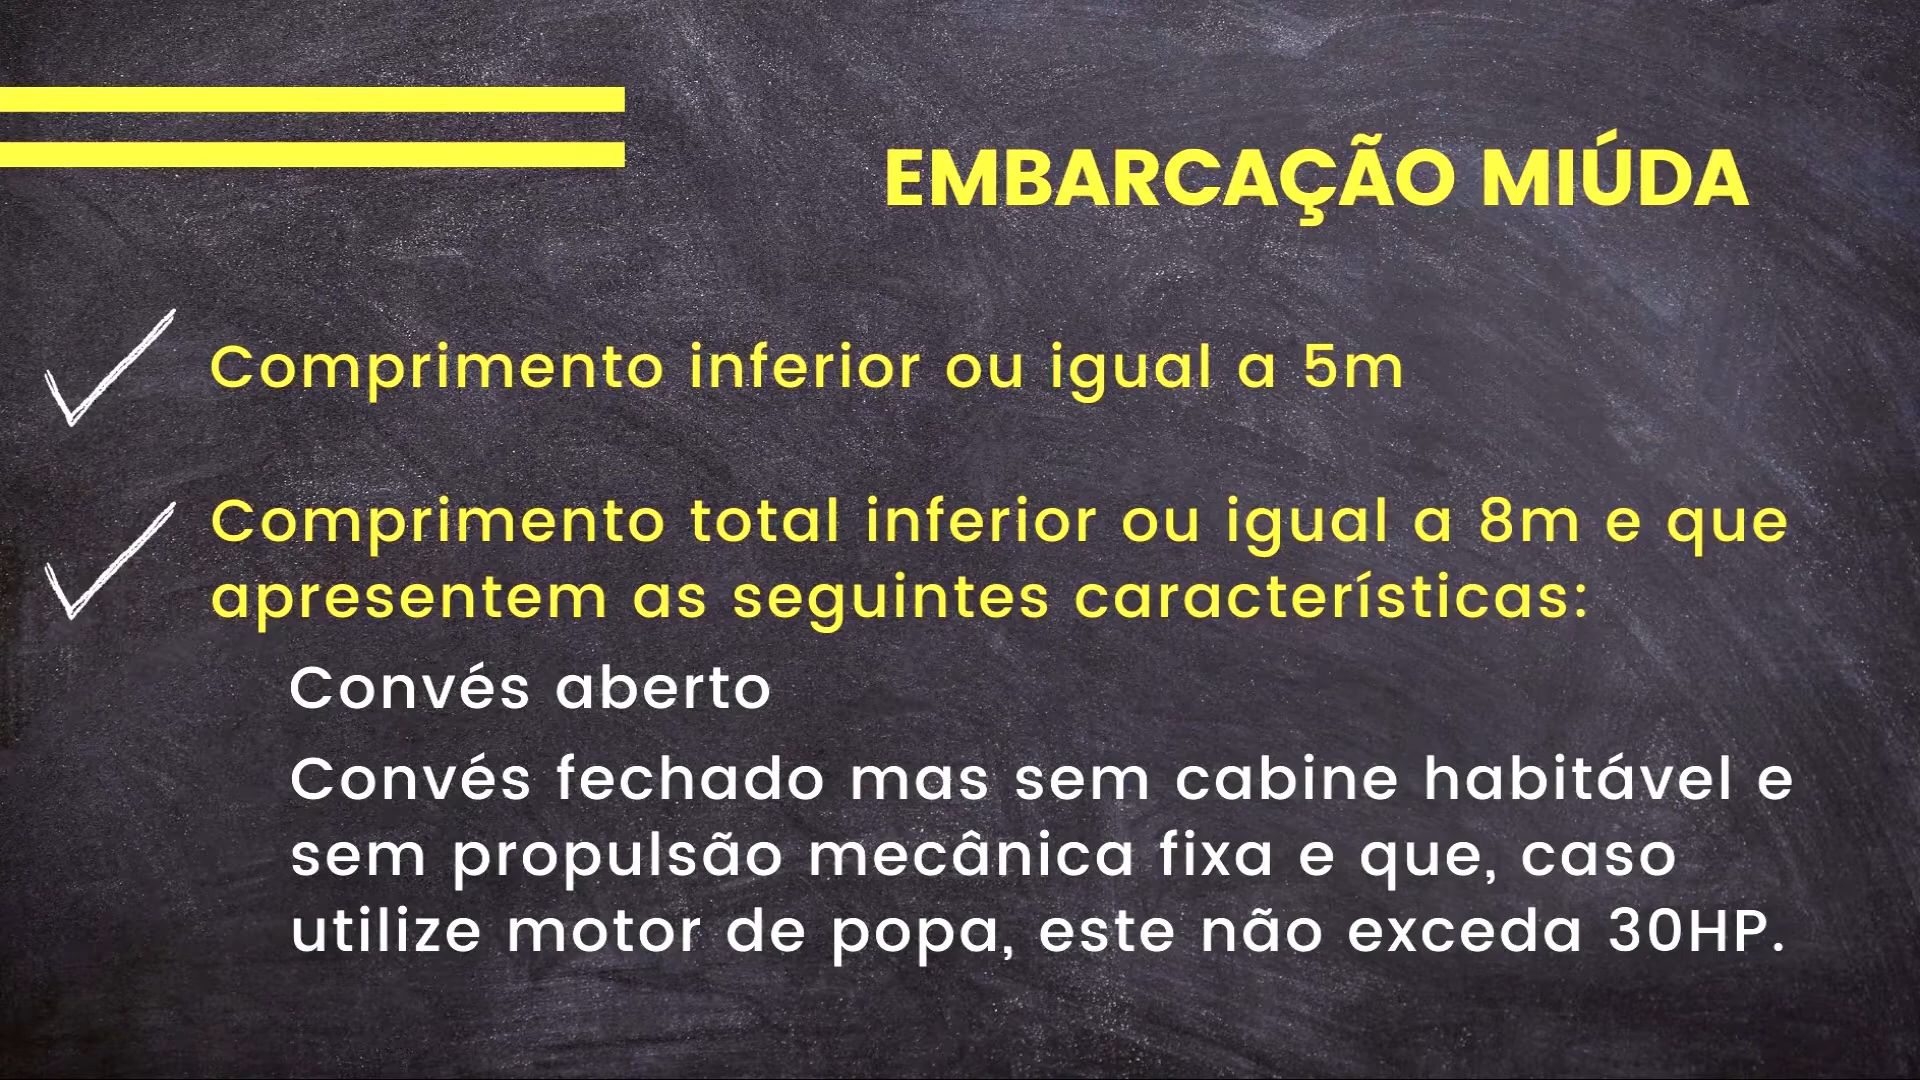 EMBARCAÇÃO MIÚDA
Comprimento inferior ou igual a 5m
Comprimento total inferior ou igual a 8m e que
apresentem as seguintes características:
Convés aberto
Convés fechado mas sem cabine habitável e
sem propulsão mecânica fixa e que, caso
utilize motor de popa, este não exceda 30HP.